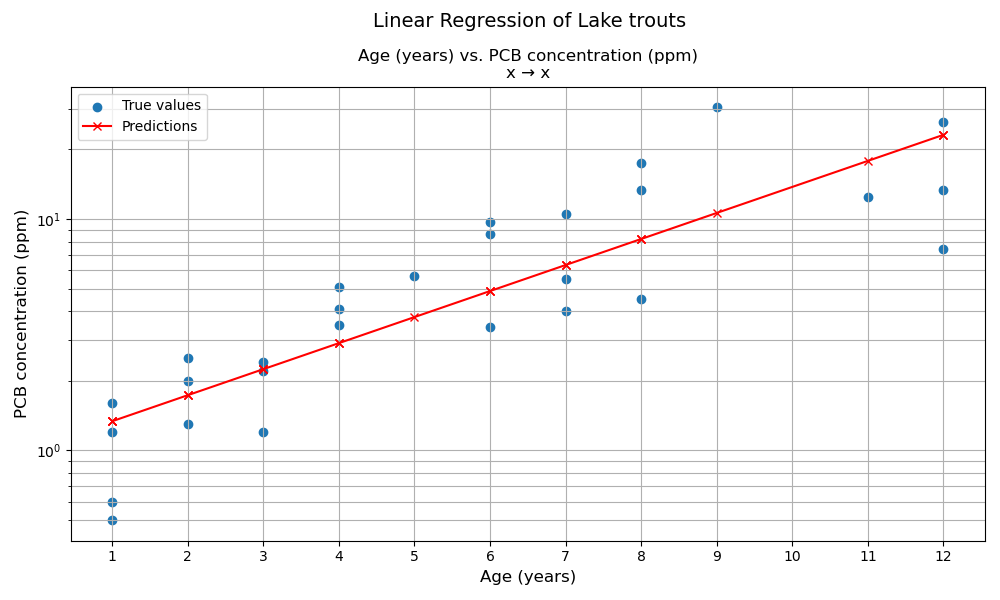 Linear Regression of Lake trouts
Age (years) vs. PCB concentration (ppm)
x → x
True values
Predictions
PCB concentration (ppm)
10¹
10⁰
1 2 3 4 5 6 7 8 9 10 11 12
Age (years)